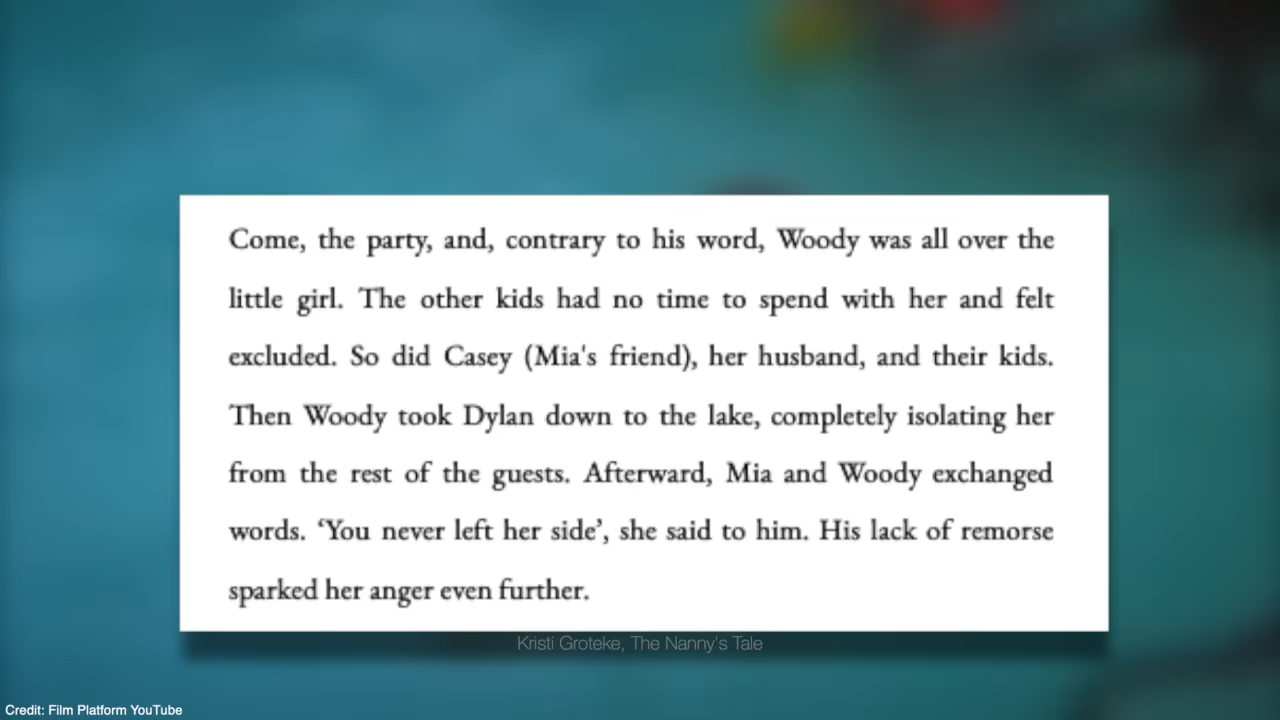 Come, the party, and, contrary to his word, Woody was all over the
little girl. The other kids had no time to spend with her and felt
excluded. So did Casey (Mia's friend), her husband, and their kids.
Then Woody took Dylan down to the lake, completely isolating her
from the rest of the guests. Afterward, Mia and Woody exchanged
words. ‘You never left her side’, she said to him. His lack of remorse
sparked her anger even further.
Kristi Groteke, The Nanny's Tale
Credit: Film Platform YouTube